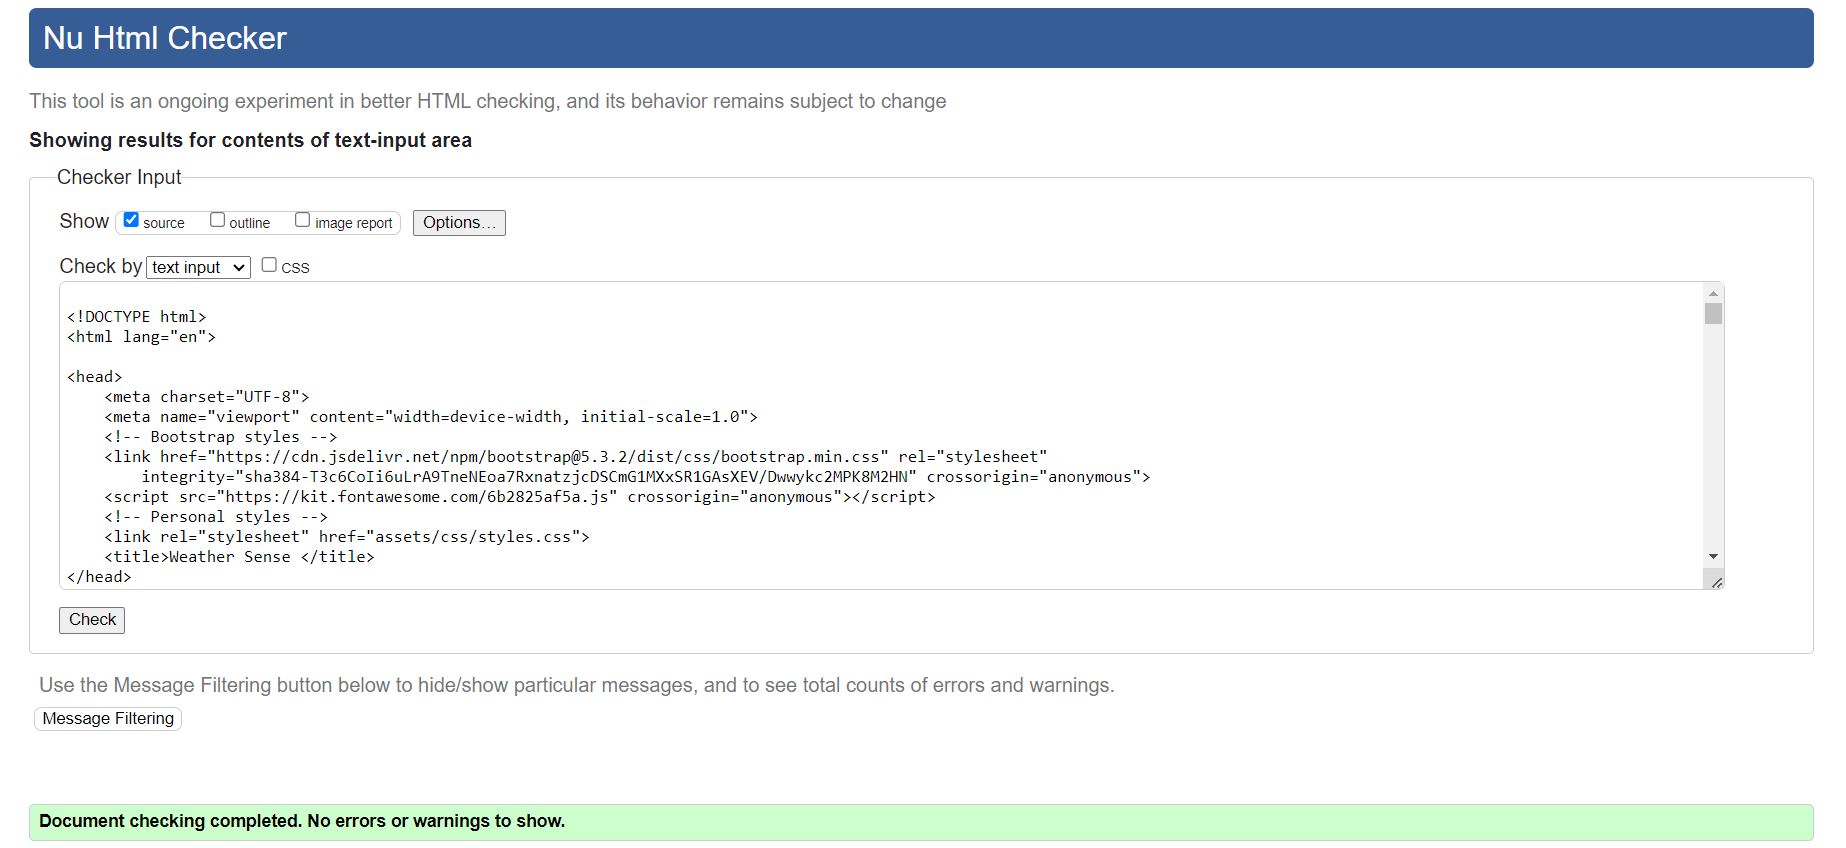 Nu Html Checker
This tool is an ongoing experiment in better HTML checking, and its behavior remains subject to change
Showing results for contents of text-input area
Checker Input
Show source outline image report Options...
Check by text input CSS
<!DOCTYPE html>
<html lang="en">
<head>
    <meta charset="UTF-8">
    <meta name="viewport" content="width=device-width, initial-scale=1.0">
    <!-- Bootstrap styles -->
    <link href="https://cdn.jsdelivr.net/npm/bootstrap@5.3.2/dist/css/bootstrap.min.css" rel="stylesheet"
        integrity="sha384-T3c6CoIi6uLrA9TneNEoa7RxnatzjcDSCmG1MXxSR1GAsXEV/Dwwykc2MPK8M2HN" crossorigin="anonymous">
    <script src="https://kit.fontawesome.com/6b2825af5a.js" crossorigin="anonymous"></script>
    <!-- Personal styles -->
    <link rel="stylesheet" href="assets/css/styles.css">
    <title>Weather Sense </title>
</head>
Check
Use the Message Filtering button below to hide/show particular messages, and to see total counts of errors and warnings.
Message Filtering
Document checking completed. No errors or warnings to show.